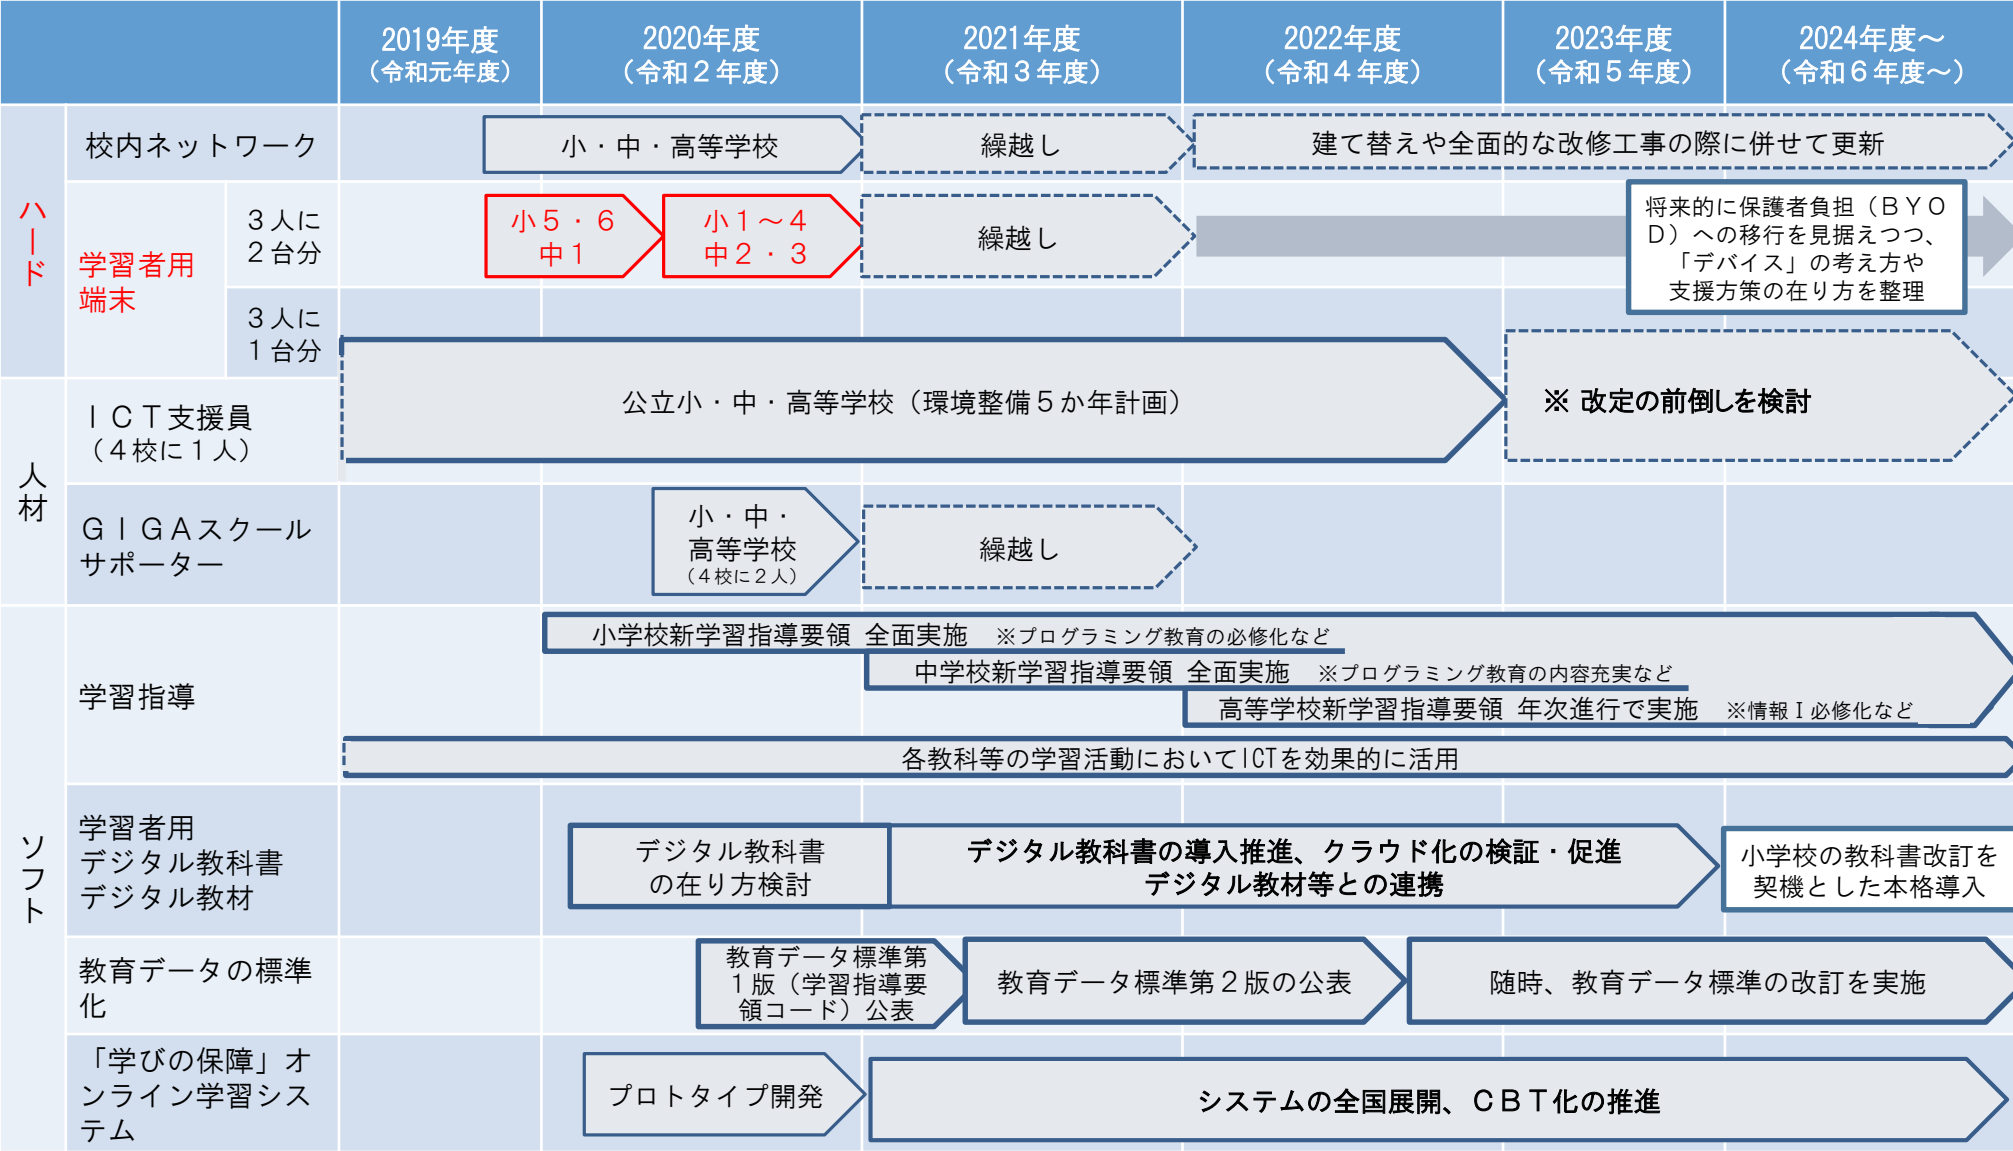 2019年度
（令和元年度）
2020年度
（令和２年度）
2021年度
（令和３年度）
2022年度
（令和４年度）
2023年度
（令和５年度）
2024年度～
（令和６年度～）
ハード
校内ネットワーク
小・中・高等学校
繰越し
建て替えや全面的な改修工事の際に併せて更新
学習者用
端末
３人に
２台分
小５・６
中１
小１～４
中２・３
繰越し
将来的に保護者負担（ＢＹＯ
Ｄ）への移行を見据えつつ、
「デバイス」の考え方や
支援方策の在り方を整理
３人に
１台分
公立小・中・高等学校（環境整備５か年計画）
※ 改定の前倒しを検討
人材
ＩＣＴ支援員
（４校に１人）
ＧＩＧＡスクール
サポーター
小・中・
高等学校
（４校に２人）
繰越し
ソフト
学習指導
小学校新学習指導要領 全面実施　※プログラミング教育の必修化など
中学校新学習指導要領 全面実施　※プログラミング教育の内容充実など
高等学校新学習指導要領 年次進行で実施　※情報Ⅰ必修化など
各教科等の学習活動においてICTを効果的に活用
学習者用
デジタル教科書
デジタル教材
デジタル教科書
の在り方検討
デジタル教科書の導入推進、クラウド化の検証・促進
デジタル教材等との連携
小学校の教科書改訂を
契機とした本格導入
教育データの標準
化
教育データ標準第
１版（学習指導要
領コード）公表
教育データ標準第２版の公表
随時、教育データ標準の改訂を実施
「学びの保障」オ
ンライン学習シス
テム
プロトタイプ開発
システムの全国展開、ＣＢＴ化の推進